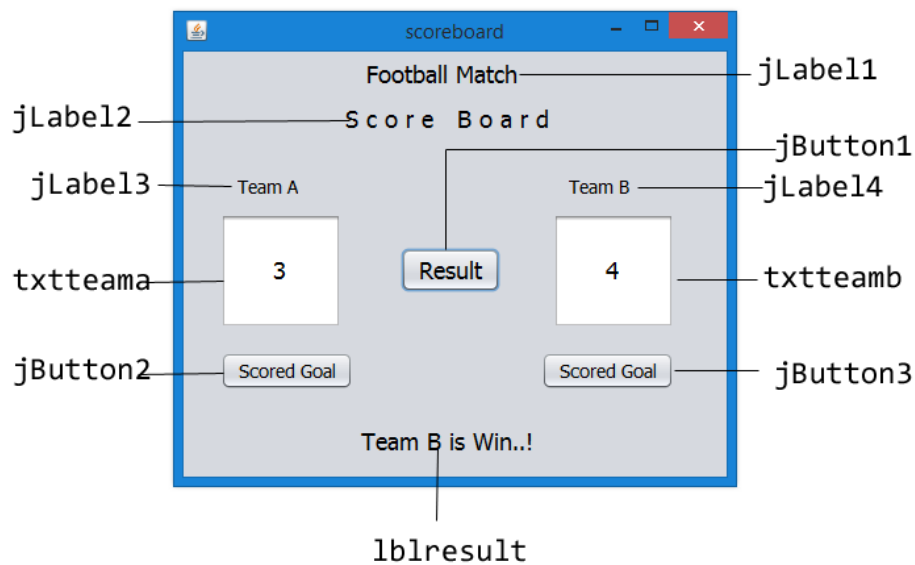 scoreboard
Football Match
jLabel1
jLabel2
Score Board
jButton1
jLabel3
Team A
Team B
jLabel4
txtteama
3
Result
4
txtteamb
jButton2
Scored Goal
Scored Goal
jButton3
Team B is Win..!
lblresult